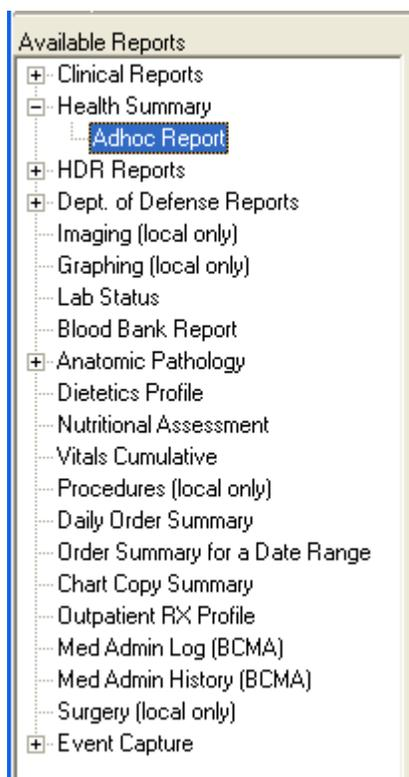 Available Reports
Clinical Reports
Health Summary
Adhoc Report
HDR Reports
Dept. of Defense Reports
Imaging (local only)
Graphing (local only)
Lab Status
Blood Bank Report
Anatomic Pathology
Dietetics Profile
Nutritional Assessment
Vitals Cumulative
Procedures (local only)
Daily Order Summary
Order Summary for a Date Range
Chart Copy Summary
Outpatient RX Profile
Med Admin Log (BCMA)
Med Admin History (BCMA)
Surgery (local only)
Event Capture